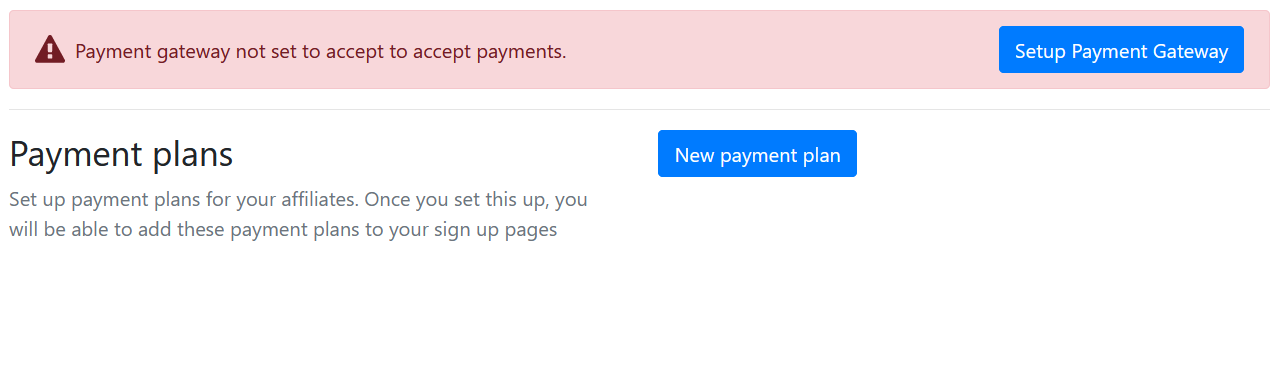 Payment gateway not set to accept to accept payments.
Setup Payment Gateway
Payment plans
New payment plan
Set up payment plans for your affiliates. Once you set this up, you
will be able to add these payment plans to your sign up pages